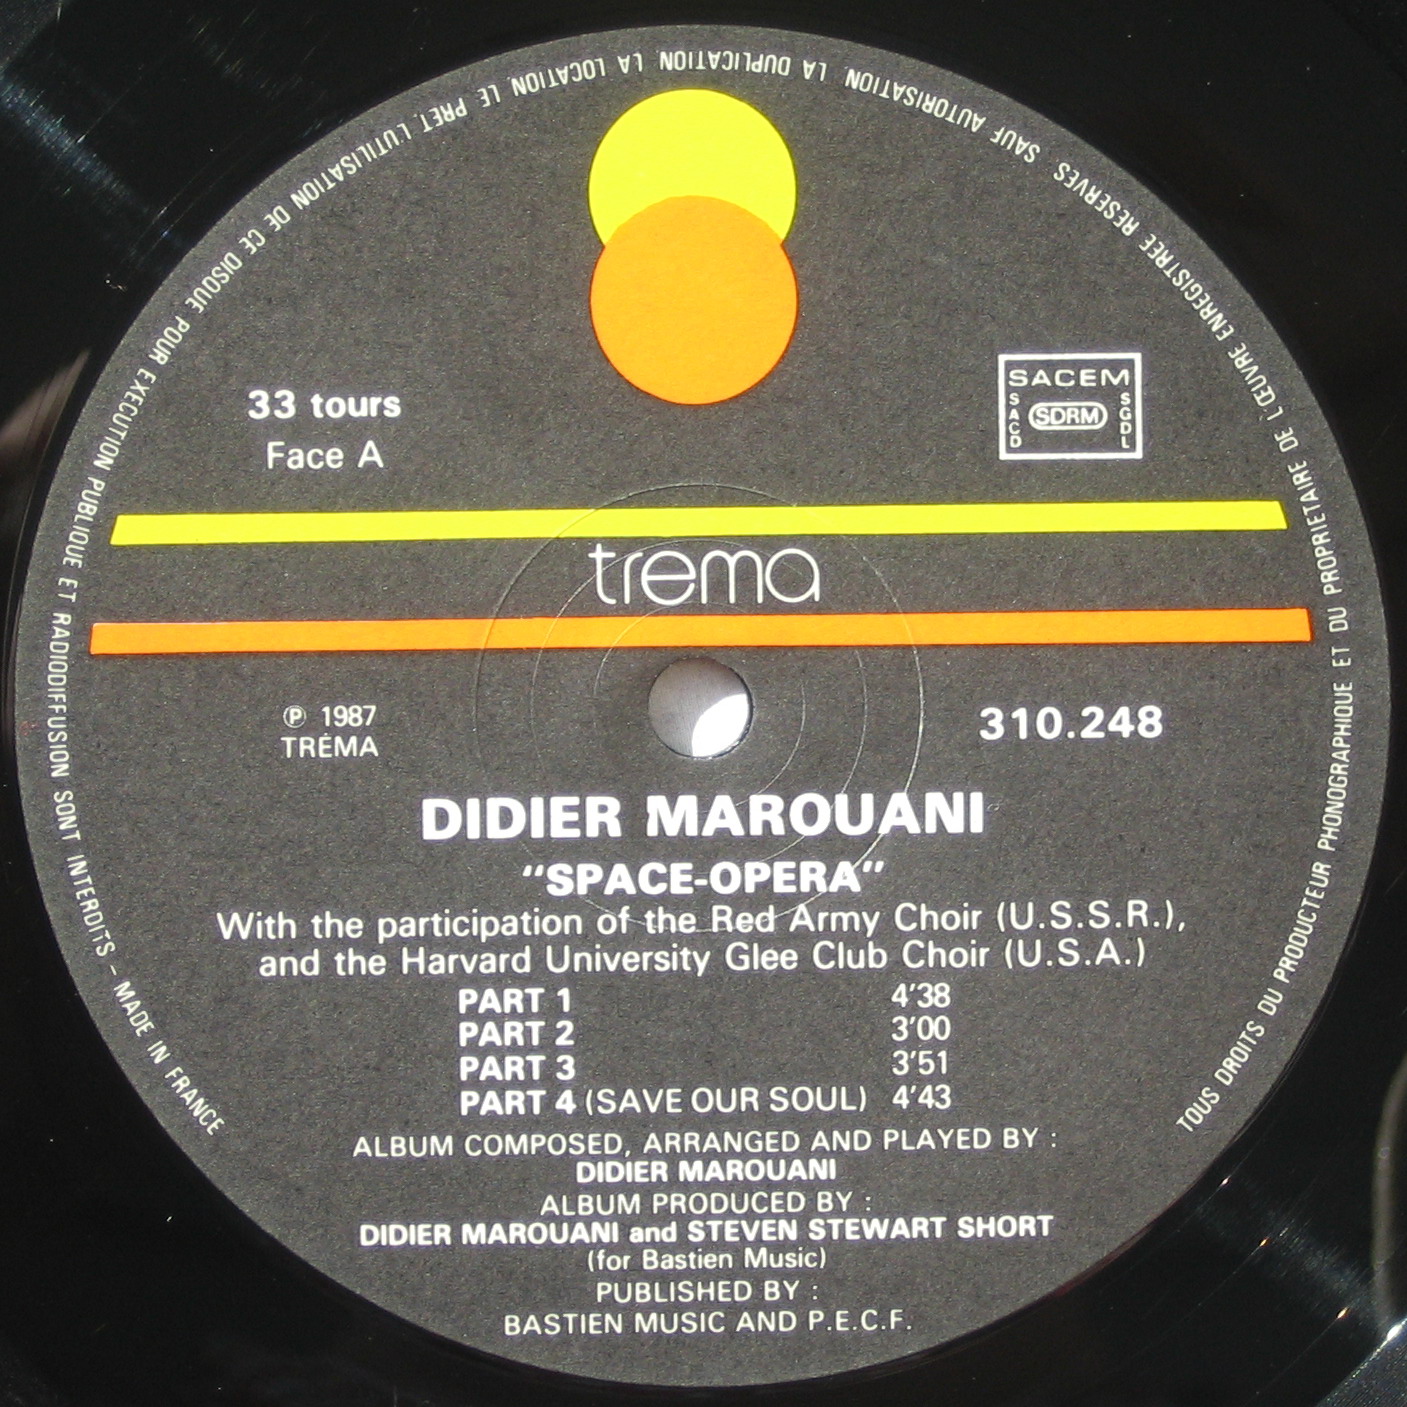 TOUS DROITS DU PRODUCTEUR PHONOGRAPHIQUE ET DU PROPRIETAIRE DE L'ŒUVRE ENREGISTREE RESERVES SAUF AUTORISATION, LA DUPLICATION, LA LOCATION, LE PRET, L'UTILISATION DE CE DISQUE POUR EXECUTION PUBLIQUE ET RADIODIFFUSION SONT INTERDITS - MADE IN FRANCE
33 tours
Face A
SACEM
SACD
SDRM
SGDL
trema
℗ 1987
TRÉMA
310.248
DIDIER MAROUANI
"SPACE-OPERA"
With the participation of the Red Army Choir (U.S.S.R.),
and the Harvard University Glee Club Choir (U.S.A.)
PART 1 4'38
PART 2 3'00
PART 3 3'51
PART 4 (SAVE OUR SOUL) 4'43
ALBUM COMPOSED, ARRANGED AND PLAYED BY :
DIDIER MAROUANI
ALBUM PRODUCED BY :
DIDIER MAROUANI and STEVEN STEWART SHORT
(for Bastien Music)
PUBLISHED BY :
BASTIEN MUSIC AND P.E.C.F.